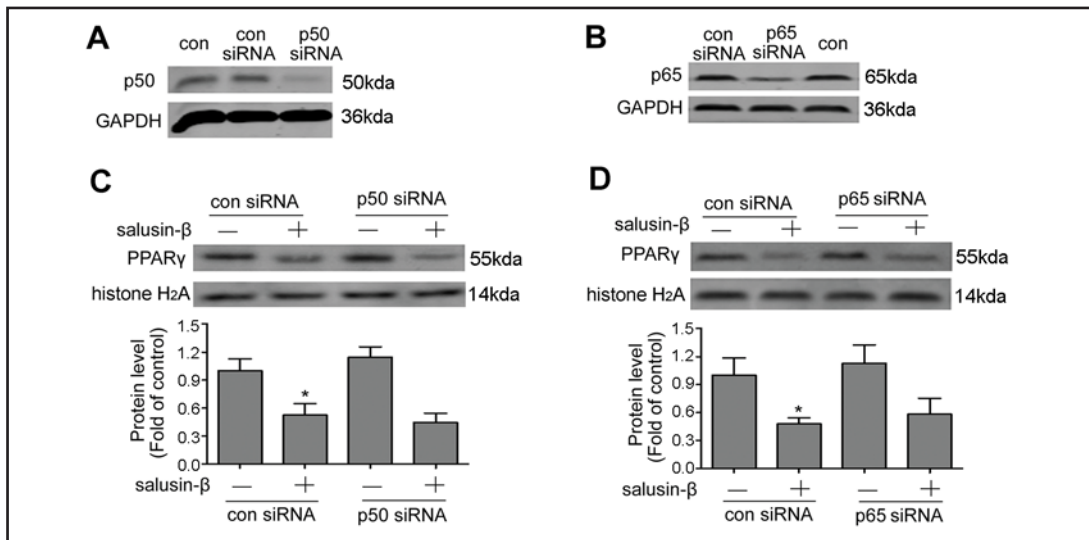 A
con
con siRNA
p50 siRNA
p50
50kda
GAPDH
36kda
B
con siRNA
p65 siRNA
con
p65
65kda
GAPDH
36kda
C
con siRNA
p50 siRNA
salusin-β
— + — +
PPARγ
55kda
histone H2A
14kda
Protein level
(Fold of control)
1.5
1.2
0.9
0.6
0.3
0.0
*
salusin-β
— + — +
con siRNA
p50 siRNA
D
con siRNA
p65 siRNA
salusin-β
— + — +
PPARγ
55kda
histone H2A
14kda
Protein level
(Fold of control)
1.5
1.2
0.9
0.6
0.3
0.0
*
salusin-β
— + — +
con siRNA
p65 siRNA